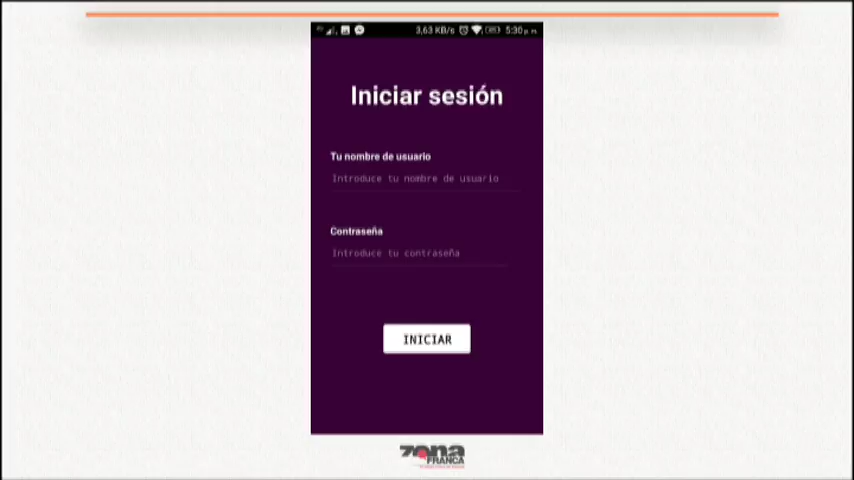 3,63 KB/s 5:30 p. m.
Iniciar sesión
Tu nombre de usuario
Introduce tu nombre de usuario
Contraseña
Introduce tu contraseña
INICIAR
zona
FRANCA